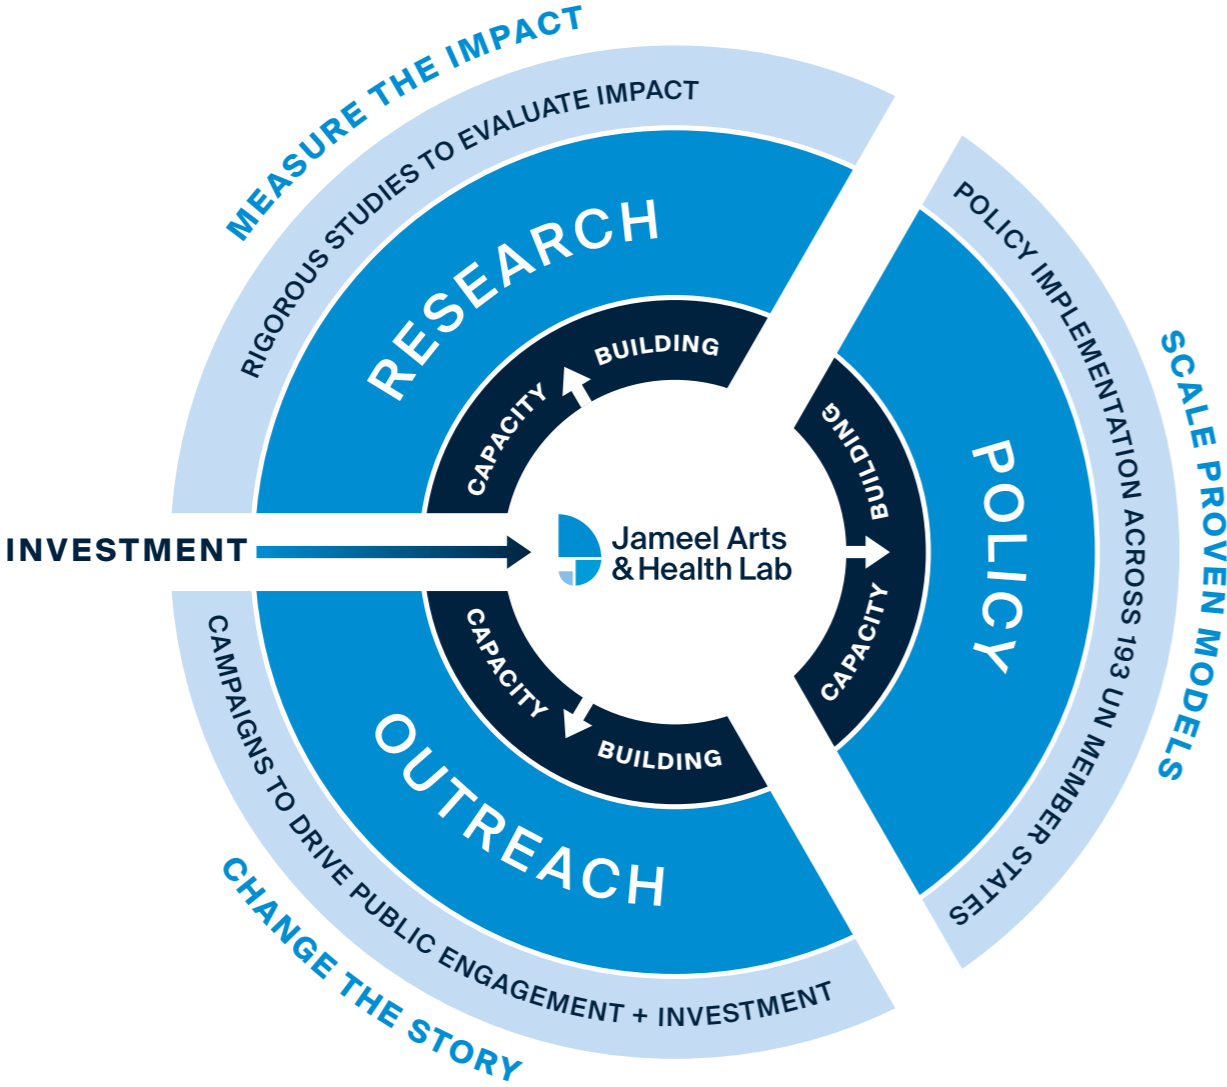 MEASURE THE IMPACT
RIGOROUS STUDIES TO EVALUATE IMPACT
RESEARCH
CAPACITY BUILDING
INVESTMENT
Jameel Arts
& Health Lab
BUILDING CAPACITY
POLICY
POLICY IMPLEMENTATION ACROSS 193 UN MEMBER STATES
SCALE PROVEN MODELS
CAPACITY BUILDING
OUTREACH
CAMPAIGNS TO DRIVE PUBLIC ENGAGEMENT + INVESTMENT
CHANGE THE STORY